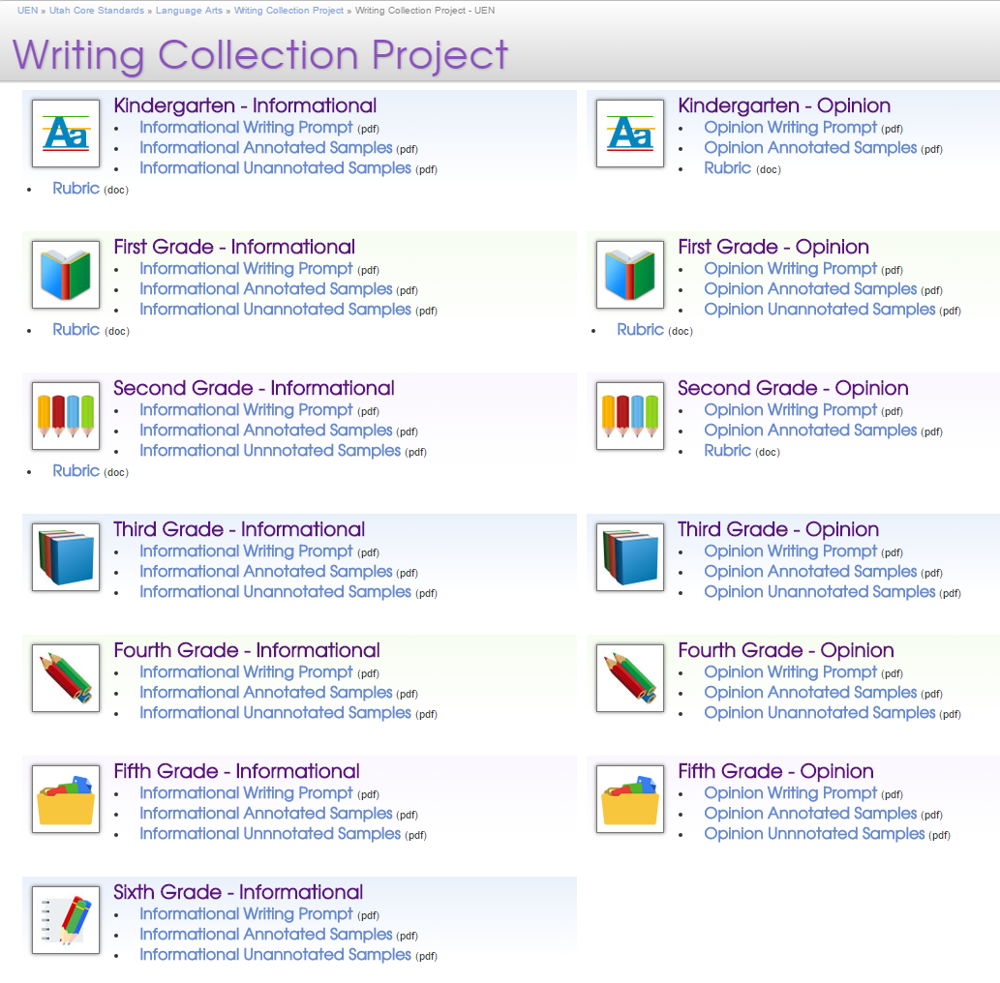 UEN » Utah Core Standards » Language Arts » Writing Collection Project » Writing Collection Project - UEN
Writing Collection Project
Kindergarten - Informational
Informational Writing Prompt (pdf)
Informational Annotated Samples (pdf)
Informational Unannotated Samples (pdf)
Rubric (doc)
Kindergarten - Opinion
Opinion Writing Prompt (pdf)
Opinion Annotated Samples (pdf)
Rubric (doc)
First Grade - Informational
Informational Writing Prompt (pdf)
Informational Annotated Samples (pdf)
Informational Unannotated Samples (pdf)
Rubric (doc)
First Grade - Opinion
Opinion Writing Prompt (pdf)
Opinion Annotated Samples (pdf)
Opinion Unannotated Samples (pdf)
Rubric (doc)
Second Grade - Informational
Informational Writing Prompt (pdf)
Informational Annotated Samples (pdf)
Informational Unnnotated Samples (pdf)
Rubric (doc)
Second Grade - Opinion
Opinion Writing Prompt (pdf)
Opinion Annotated Samples (pdf)
Rubric (doc)
Third Grade - Informational
Informational Writing Prompt (pdf)
Informational Annotated Samples (pdf)
Informational Unannotated Samples (pdf)
Third Grade - Opinion
Opinion Writing Prompt (pdf)
Opinion Annotated Samples (pdf)
Opinion Unannotated Samples (pdf)
Fourth Grade - Informational
Informational Writing Prompt (pdf)
Informational Annotated Samples (pdf)
Informational Unannotated Samples (pdf)
Fourth Grade - Opinion
Opinion Writing Prompt (pdf)
Opinion Annotated Samples (pdf)
Opinion Unannotated Samples (pdf)
Fifth Grade - Informational
Informational Writing Prompt (pdf)
Informational Annotated Samples (pdf)
Informational Unnnotated Samples (pdf)
Fifth Grade - Opinion
Opinion Writing Prompt (pdf)
Opinion Annotated Samples (pdf)
Opinion Unnnotated Samples (pdf)
Sixth Grade - Informational
Informational Writing Prompt (pdf)
Informational Annotated Samples (pdf)
Informational Unannotated Samples (pdf)
Aa
Aa